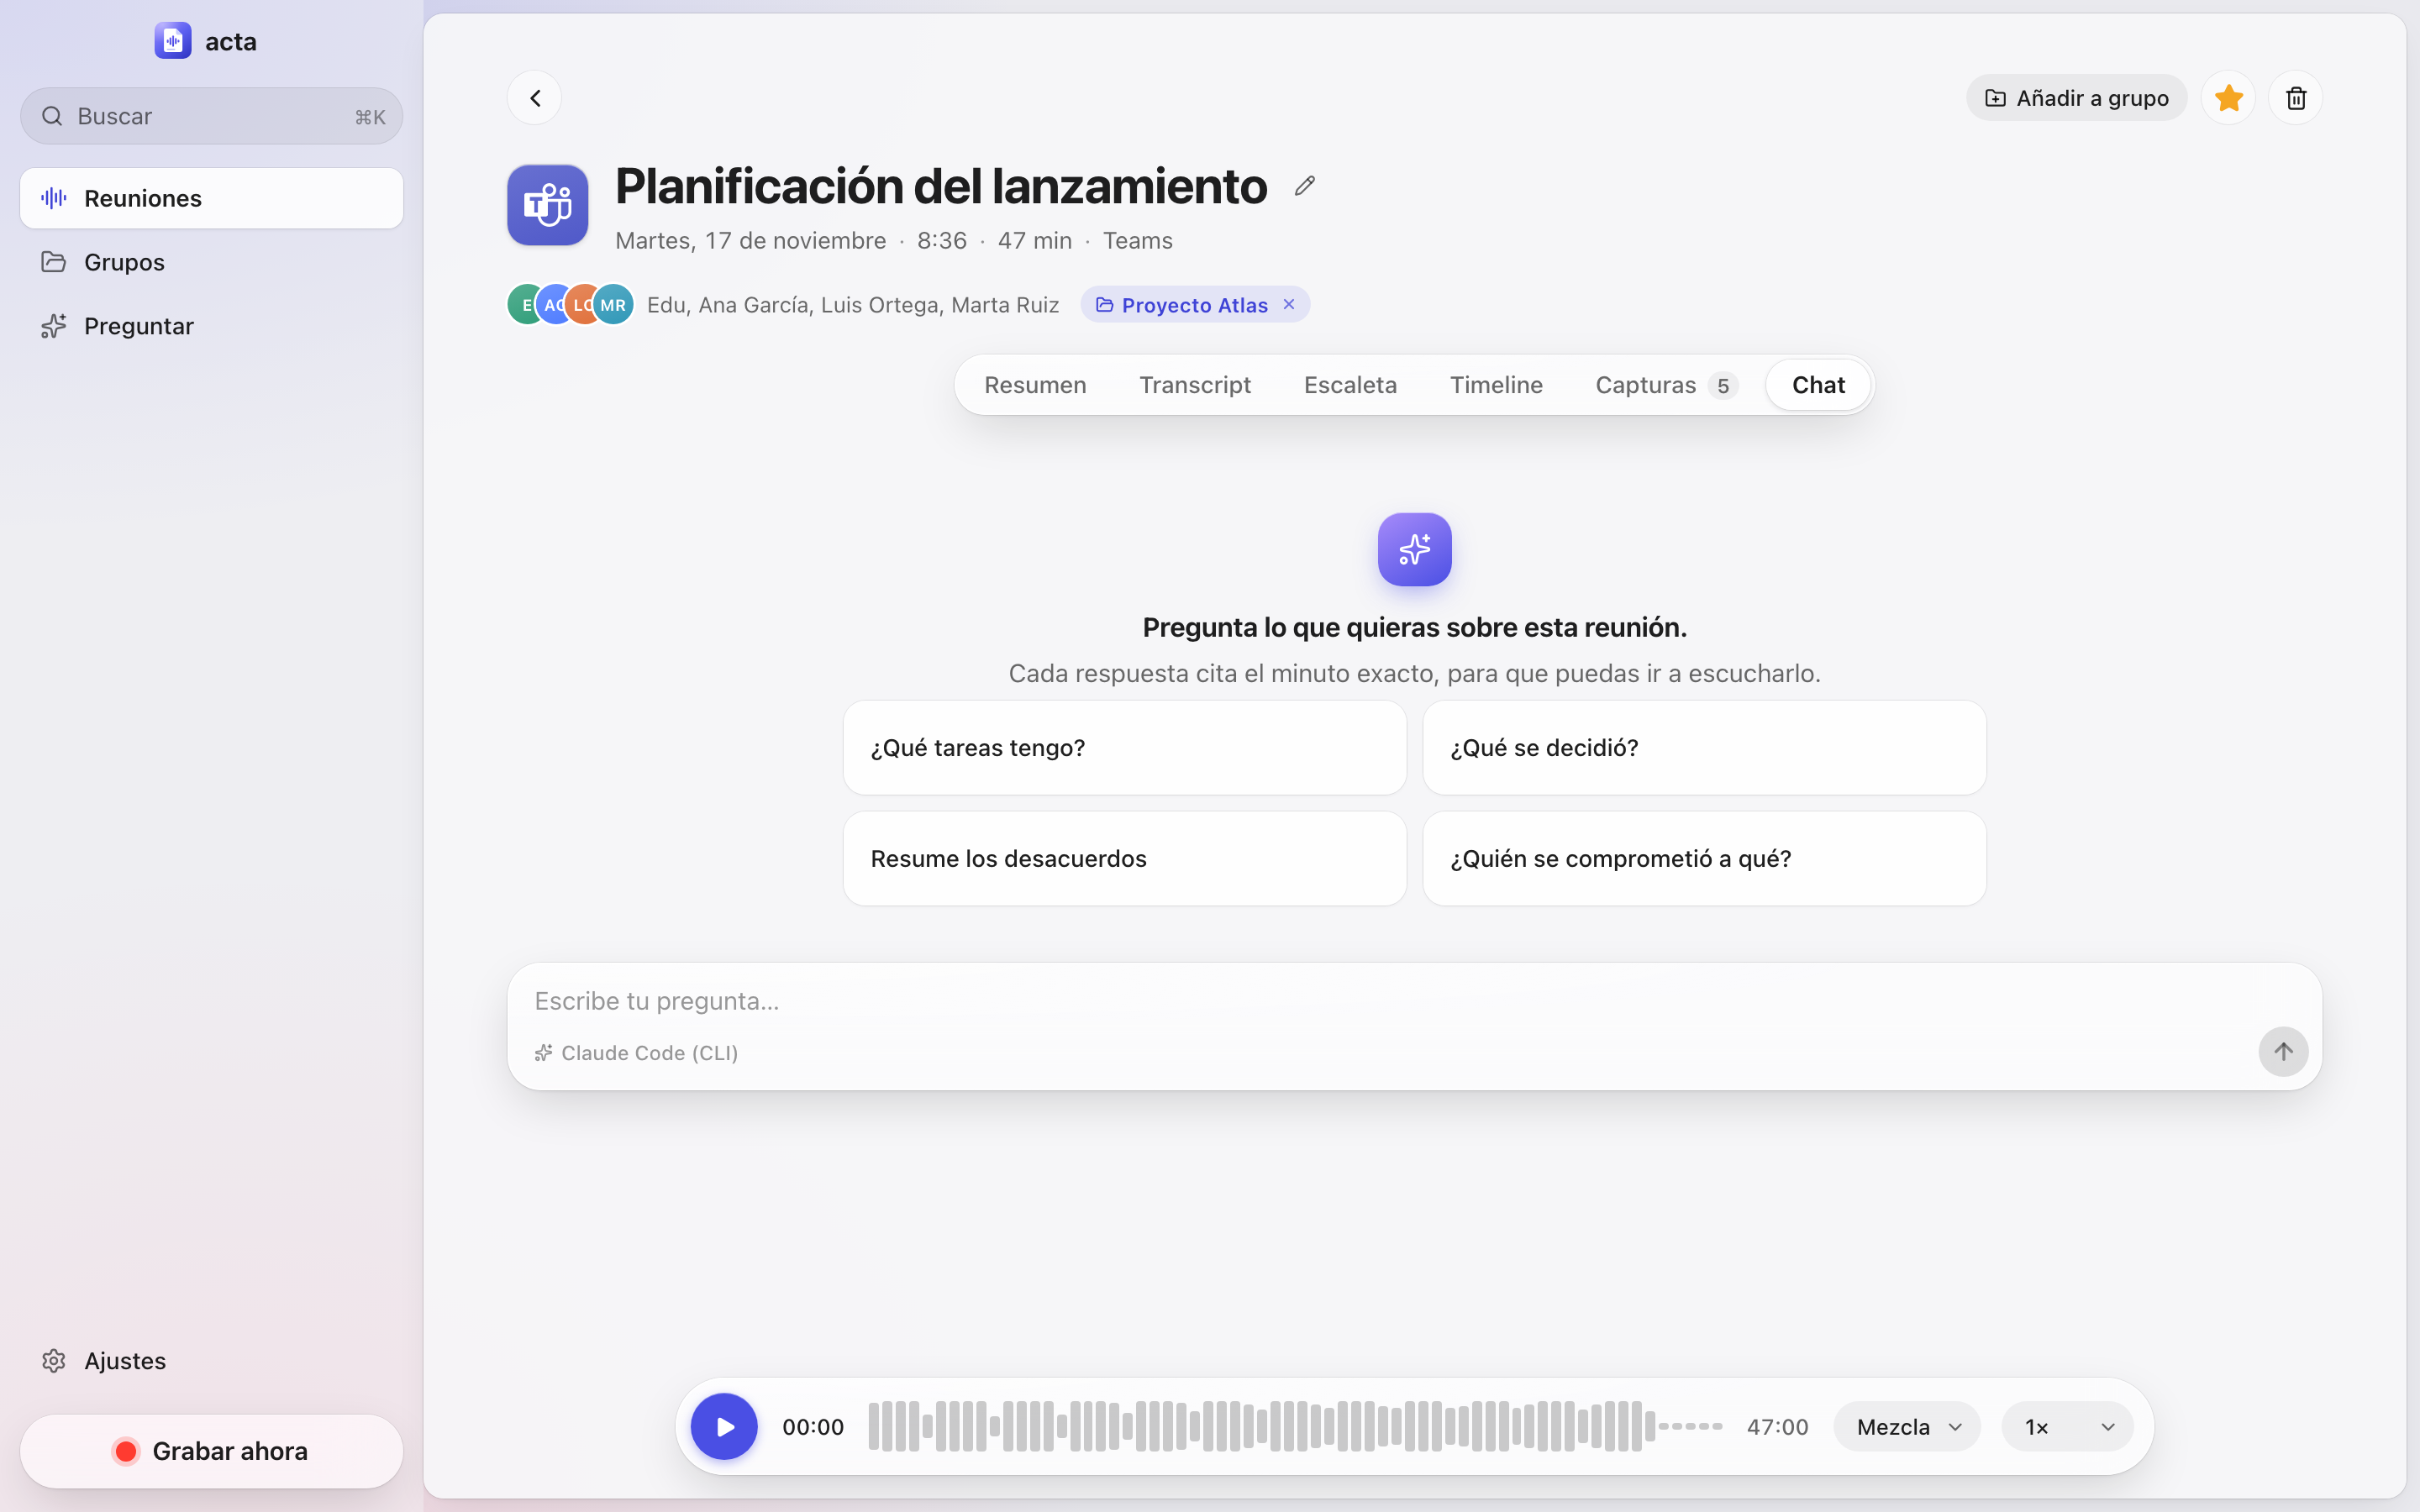 acta
Buscar ⌘K
Reuniones
Grupos
Preguntar
Ajustes
Grabar ahora
Añadir a grupo
Planificación del lanzamiento
Martes, 17 de noviembre · 8:36 · 47 min · Teams
E AG LO MR Edu, Ana García, Luis Ortega, Marta Ruiz Proyecto Atlas ×
Resumen Transcript Escaleta Timeline Capturas 5 Chat
Pregunta lo que quieras sobre esta reunión.
Cada respuesta cita el minuto exacto, para que puedas ir a escucharlo.
¿Qué tareas tengo? ¿Qué se decidió?
Resume los desacuerdos ¿Quién se comprometió a qué?
Escribe tu pregunta...
Claude Code (CLI)
00:00 47:00 Mezcla 1×